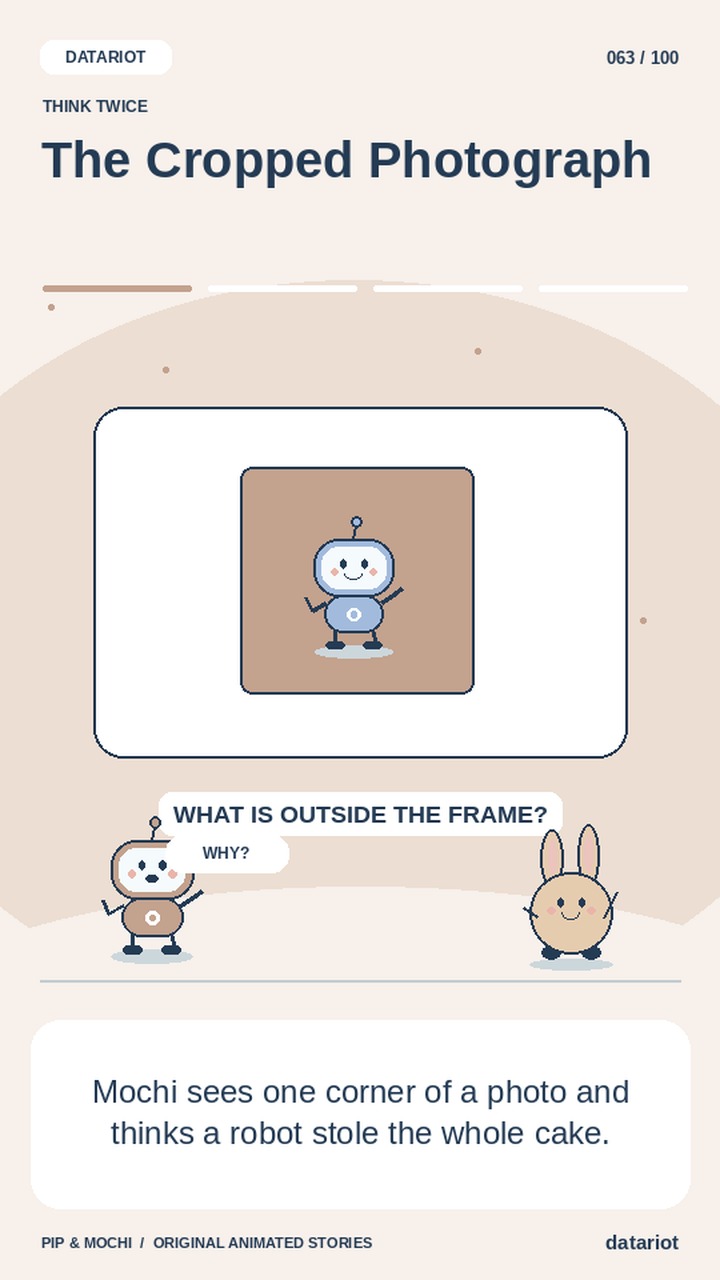 DATARIOT
063 / 100
THINK TWICE
The Cropped Photograph
WHAT IS OUTSIDE THE FRAME?
WHY?
Mochi sees one corner of a photo and
thinks a robot stole the whole cake.
PIP & MOCHI / ORIGINAL ANIMATED STORIES
datariot